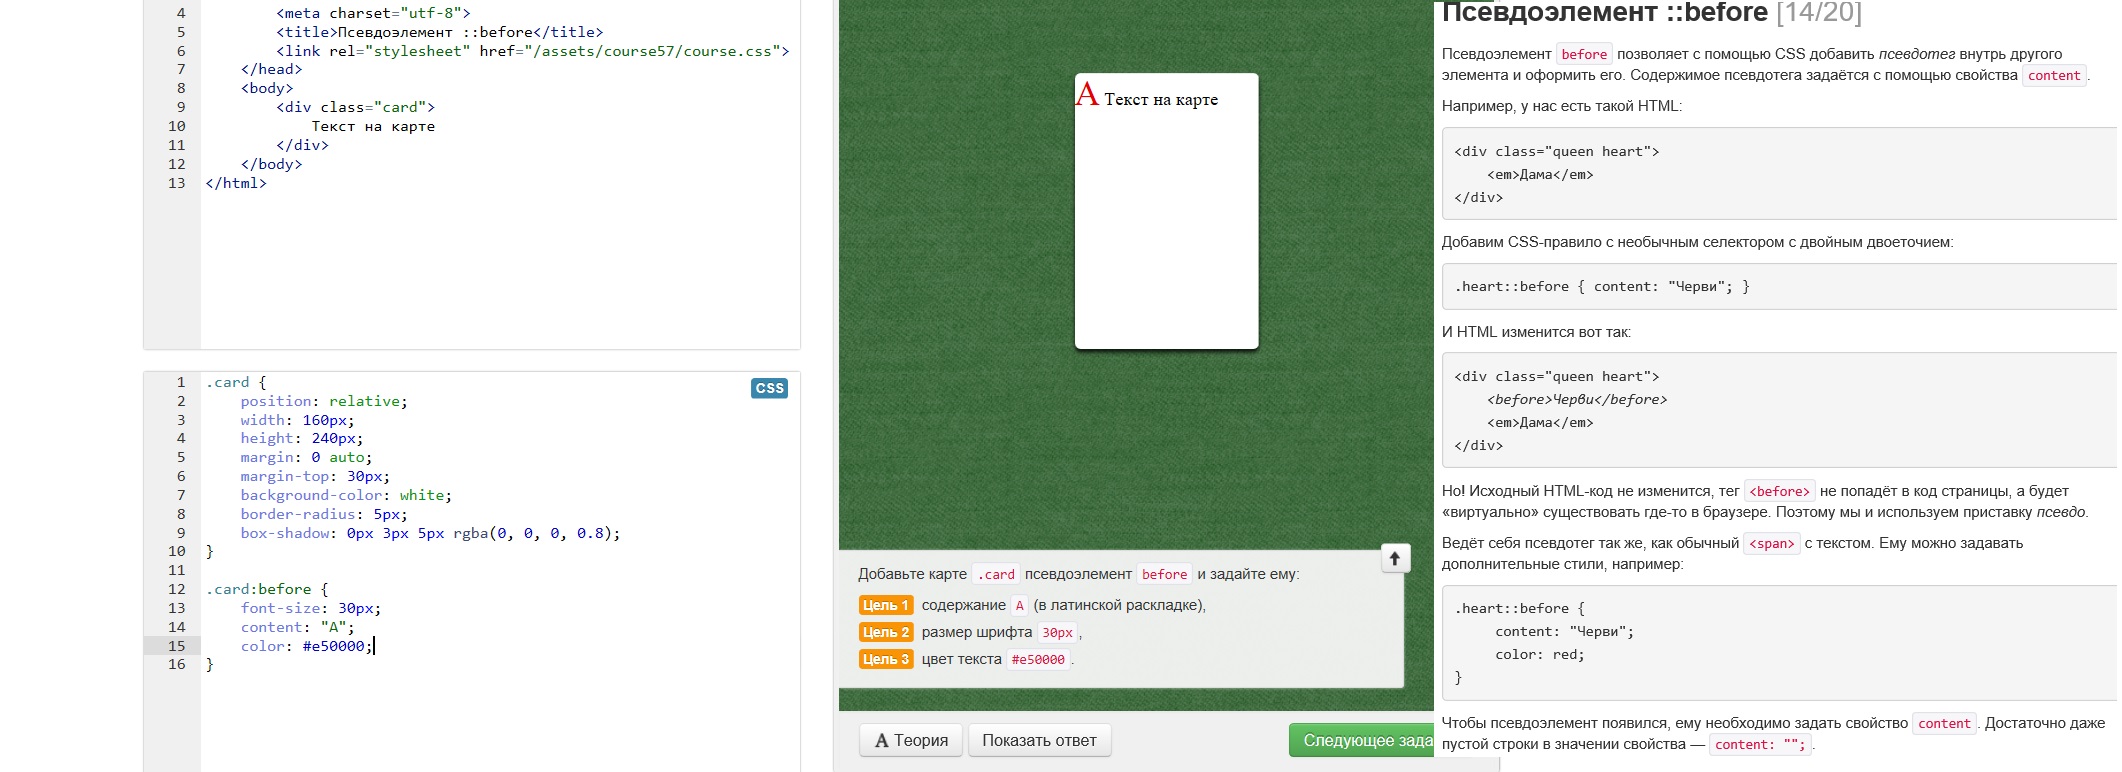 4 <meta charset="utf-8">
5 <title>Псевдоэлемент ::before</title>
6 <link rel="stylesheet" href="/assets/course57/course.css">
7 </head>
8 <body>
9 <div class="card">
10 Текст на карте
11 </div>
12 </body>
13 </html>
CSS
1 .card {
2 position: relative;
3 width: 160px;
4 height: 240px;
5 margin: 0 auto;
6 margin-top: 30px;
7 background-color: white;
8 border-radius: 5px;
9 box-shadow: 0px 3px 5px rgba(0, 0, 0, 0.8);
10 }
11
12 .card:before {
13 font-size: 30px;
14 content: "A";
15 color: #e50000;
16 }
A Текст на карте
Добавьте карте .card псевдоэлемент before и задайте ему:
Цель 1 содержание A (в латинской раскладке),
Цель 2 размер шрифта 30px,
Цель 3 цвет текста #e50000.
A Теория
Показать ответ
Следующее зада
Псевдоэлемент ::before [14/20]
Псевдоэлемент before позволяет с помощью CSS добавить псевдотег внутрь другого
элемента и оформить его. Содержимое псевдотега задаётся с помощью свойства content.
Например, у нас есть такой HTML:
<div class="queen heart">
<em>Дама</em>
</div>
Добавим CSS-правило с необычным селектором с двойным двоеточием:
.heart::before { content: "Черви"; }
И HTML изменится вот так:
<div class="queen heart">
<before>Черви</before>
<em>Дама</em>
</div>
Но! Исходный HTML-код не изменится, тег <before> не попадёт в код страницы, а будет
«виртуально» существовать где-то в браузере. Поэтому мы и используем приставку псевдо.
Ведёт себя псевдотег так же, как обычный <span> с текстом. Ему можно задавать
дополнительные стили, например:
.heart::before {
content: "Черви";
color: red;
}
Чтобы псевдоэлемент появился, ему необходимо задать свойство content. Достаточно даже
пустой строки в значении свойства — content: "";.